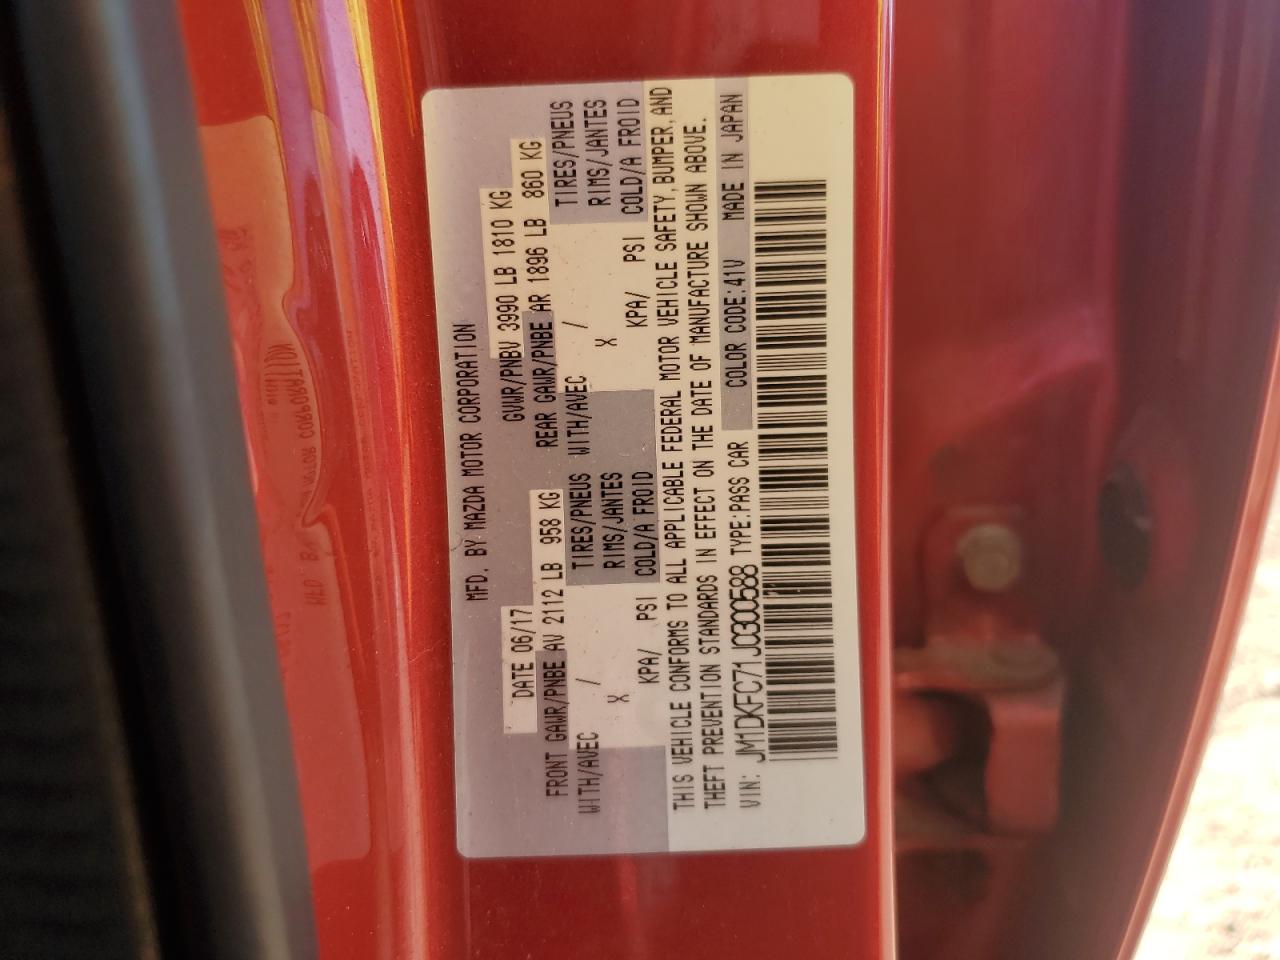 MFD. BY MAZDA MOTOR CORPORATION
DATE 06/17 GVWR/PNBV 3990 LB 1810 KG
FRONT GAWR/PNBE AV 2112 LB 958 KG REAR GAWR/PNBE AR 1896 LB 860 KG
WITH/AVEC / TIRES/PNEUS WITH/AVEC / TIRES/PNEUS
X RIMS/JANTES X RIMS/JANTES
KPA/ PSI COLD/A FROID KPA/ PSI COLD/A FROID
THIS VEHICLE CONFORMS TO ALL APPLICABLE FEDERAL MOTOR VEHICLE SAFETY, BUMPER, AND
THEFT PREVENTION STANDARDS IN EFFECT ON THE DATE OF MANUFACTURE SHOWN ABOVE.
VIN: JM1DKFC71J0300588 TYPE:PASS CAR COLOR CODE:41V MADE IN JAPAN